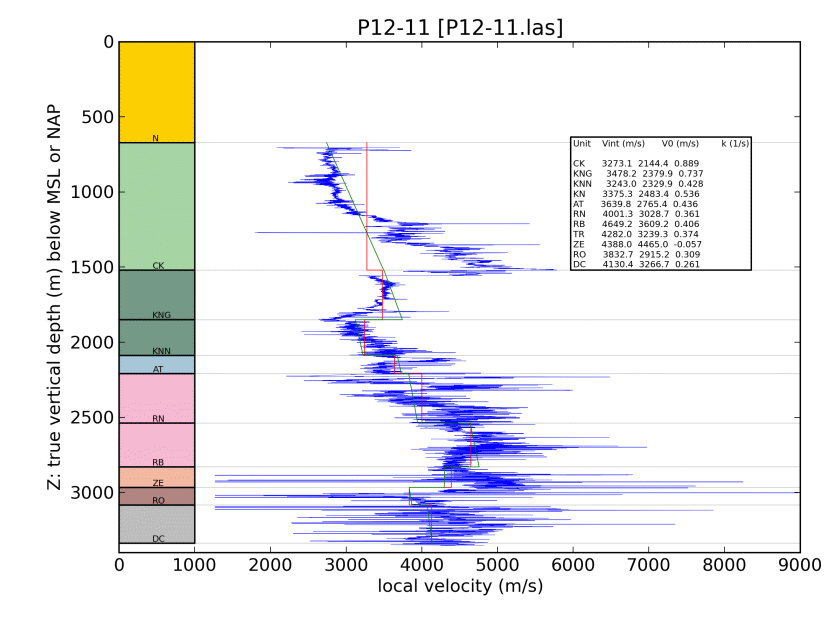 P12-11 [P12-11.las]
Z: true vertical depth (m) below MSL or NAP
0
500
1000
1500
2000
2500
3000
N
CK
KNG
KNN
AT
RN
RB
ZE
RO
DC
Unit Vint (m/s) V0 (m/s) k (1/s)
CK 3273.1 2144.4 0.889
KNG 3478.2 2379.9 0.737
KNN 3243.0 2329.9 0.428
KN 3375.3 2483.4 0.536
AT 3639.8 2765.4 0.436
RN 4001.3 3028.7 0.361
RB 4649.2 3609.2 0.406
TR 4282.0 3239.3 0.374
ZE 4388.0 4465.0 -0.057
RO 3832.7 2915.2 0.309
DC 4130.4 3266.7 0.261
0 1000 2000 3000 4000 5000 6000 7000 8000 9000
local velocity (m/s)